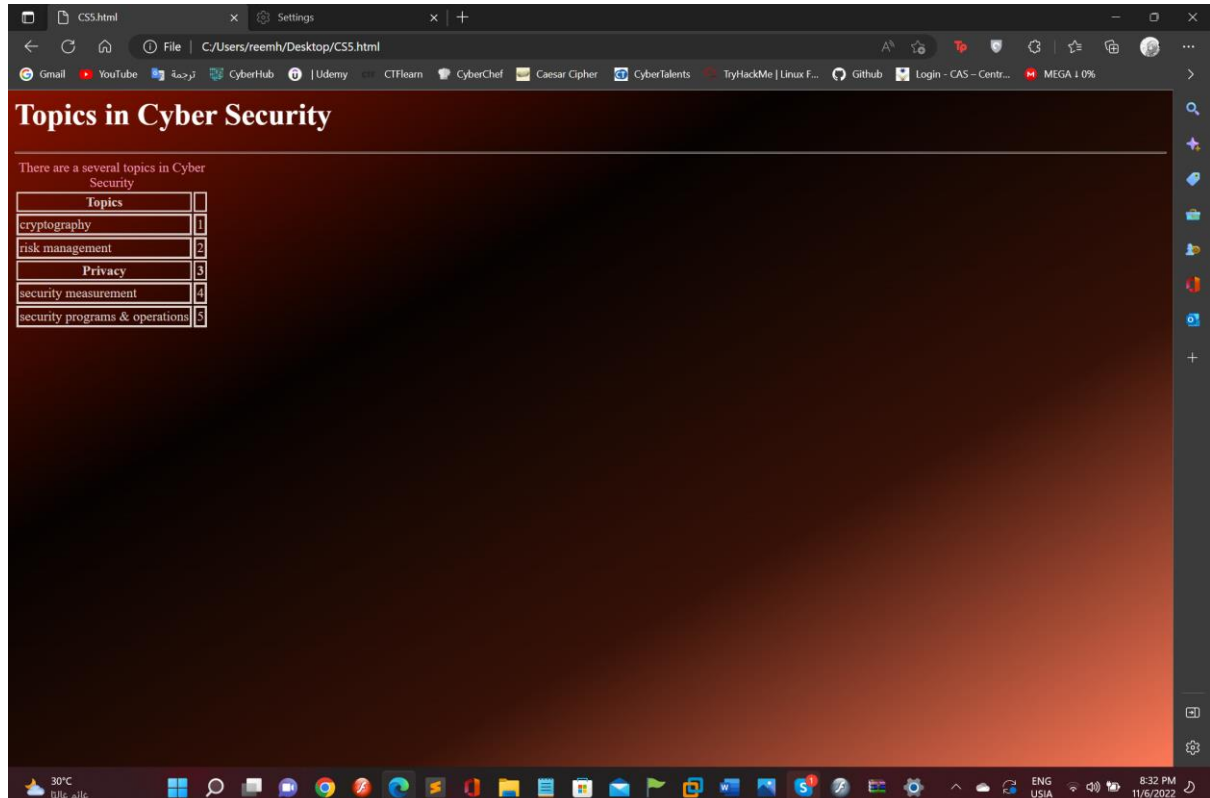 CS5.html
Settings
File | C:/Users/reemh/Desktop/CS5.html
Gmail YouTube ترجمة CyberHub | Udemy CTFlearn CyberChef Caesar Cipher CyberTalents TryHackMe | Linux F... Github Login - CAS – Centr... MEGA ⬇ 0%
Topics in Cyber Security
There are a several topics in Cyber
Security
Topics
cryptography 1
risk management 2
Privacy 3
security measurement 4
security programs & operations 5
30°C
غائم غالبًا
ENG 8:32 PM
USIA 11/6/2022